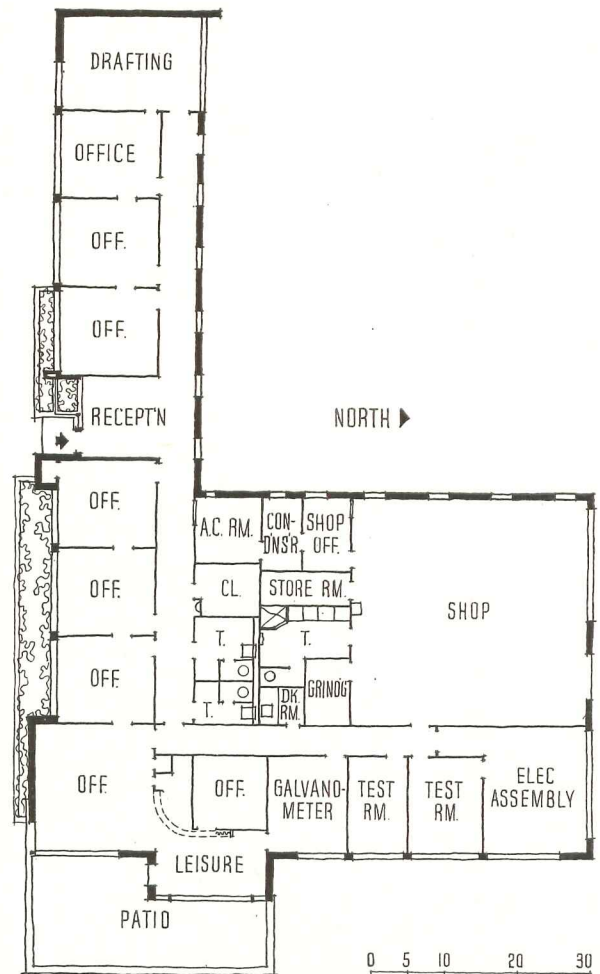 DRAFTING
OFFICE
OFF.
OFF.
RECEPT'N
NORTH
OFF.
A.C. RM.
CON-
D'NS'R
SHOP
OFF.
OFF.
CL.
STORE RM.
SHOP
T.
T.
OFF.
GRIND'G
T.
DK.
RM.
OFF.
OFF.
GALVANO-
METER
TEST
RM.
TEST
RM.
ELEC
ASSEMBLY
LEISURE
PATIO
0 5 10 20 30